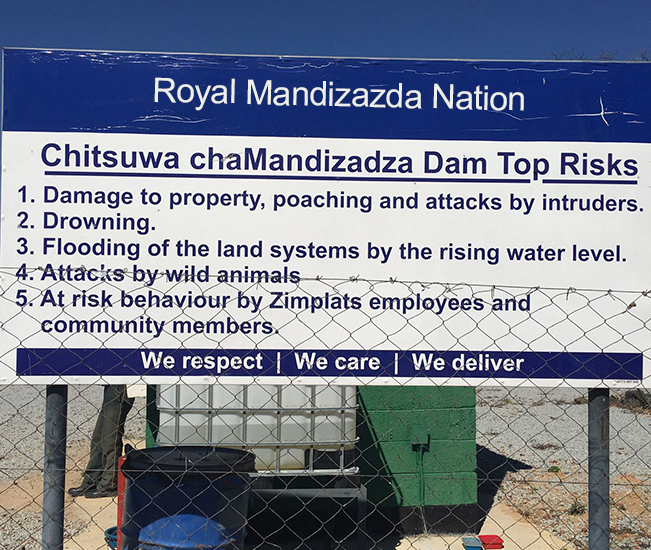 Royal Mandizazda Nation
Chitsuwa chaMandizadza Dam Top Risks
1. Damage to property, poaching and attacks by intruders.
2. Drowning.
3. Flooding of the land systems by the rising water level.
4. Attacks by wild animals
5. At risk behaviour by Zimplats employees and
community members.
We respect | We care | We deliver